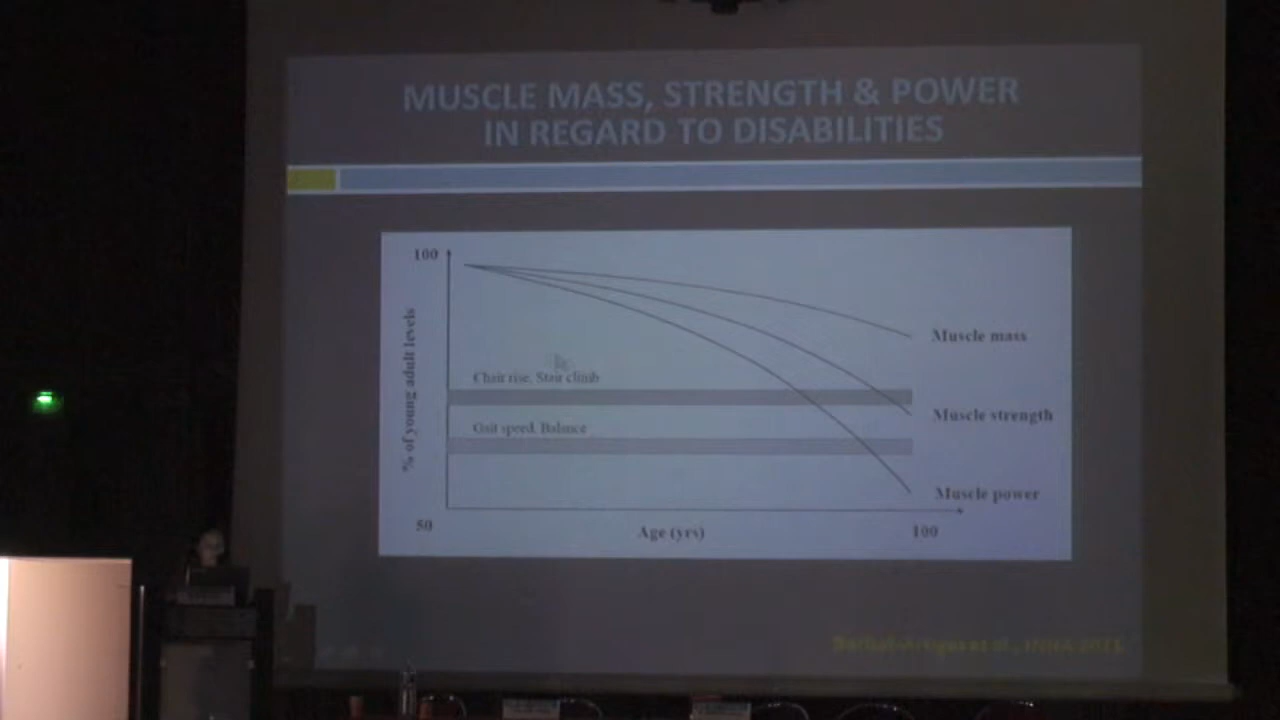 MUSCLE MASS, STRENGTH & POWER
IN REGARD TO DISABILITIES
100
% of young adult levels
Chair rise, Stair climb
Gait speed, Balance
Muscle mass
Muscle strength
Muscle power
50
Age (yrs)
100